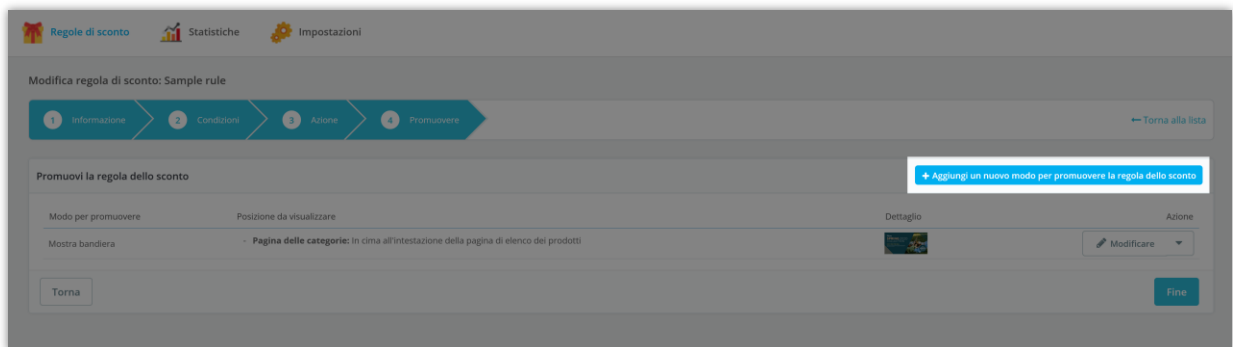 Regole di sconto Statistiche Impostazioni
Modifica regola di sconto: Sample rule
1 Informazione 2 Condizioni 3 Azione 4 Promuovere ←Torna alla lista
Promuovi la regola dello sconto + Aggiungi un nuovo modo per promuovere la regola dello sconto
Modo per promuovere Posizione da visualizzare Dettaglio Azione
Mostra bandiera - Pagina delle categorie: In cima all'intestazione della pagina di elenco dei prodotti Modificare
Torna Fine